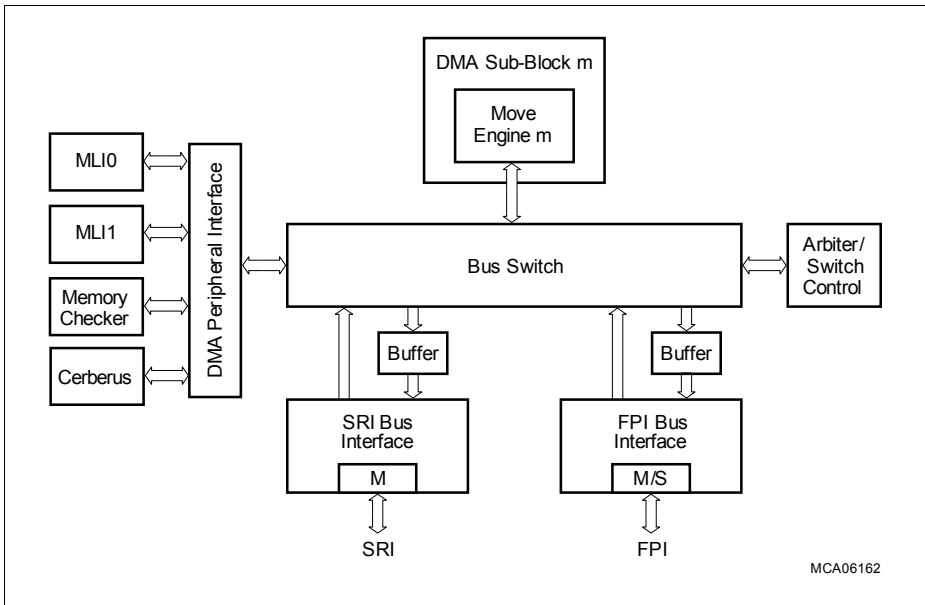 DMA Sub-Block m
Move
Engine m
MLI0
MLI1
Memory
Checker
Cerberus
DMA Peripheral Interface
Bus Switch
Arbiter/
Switch
Control
Buffer
Buffer
SRI Bus
Interface
M
FPI Bus
Interface
M/S
SRI
FPI
MCA06162